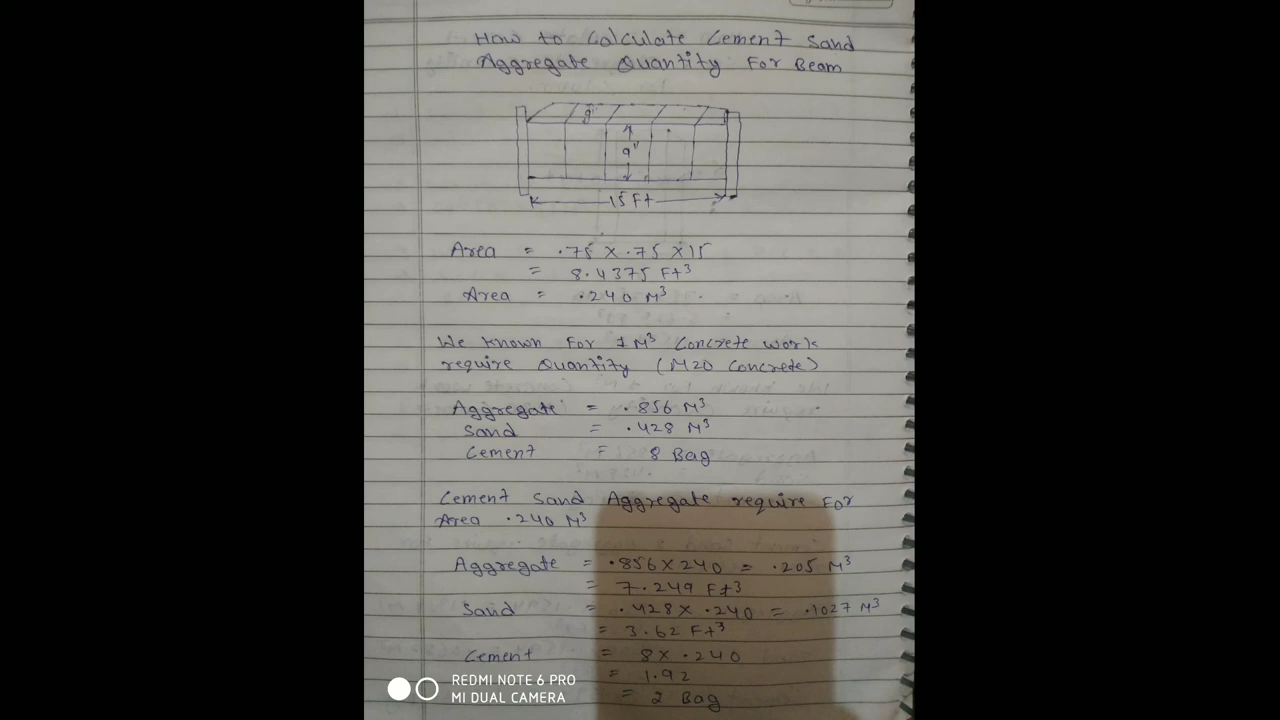 How to Calculate Cement Sand
Aggregate Quantity For Beam
9"
9"
15 Ft
Area = .75 X .75 X 15
= 8.4375 Ft³
Area = .240 M³
We known For 1 M³ Concrete work
require Quantity (M20 Concrete)
Aggregate = .856 M³
Sand = .428 M³
Cement = 8 Bag
Cement Sand Aggregate require For
Area .240 M³
Aggregate = .856 X 240 = .205 M³
= 7.249 Ft³
Sand = .428 X .240 = .1027 M³
= 3.62 Ft³
Cement = 8 X .240
= 1.92
= 2 Bag
REDMI NOTE 6 PRO
MI DUAL CAMERA